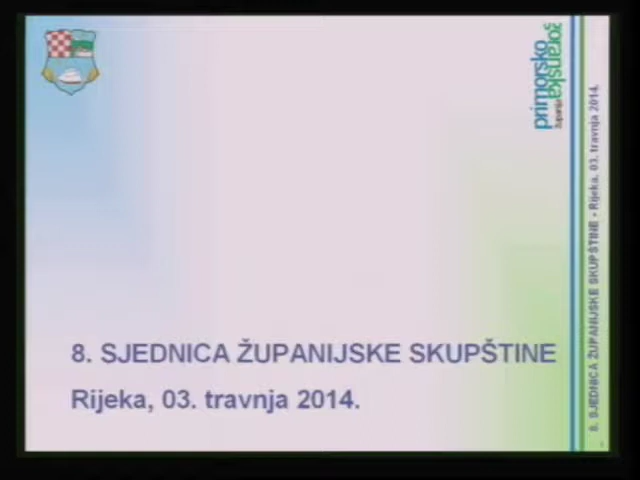 primorsko
goranska
županija
8. SJEDNICA ŽUPANIJSKE SKUPŠTINE
Rijeka, 03. travnja 2014.
8. SJEDNICA ŽUPANIJSKE SKUPŠTINE - Rijeka, 03. travnja 2014.